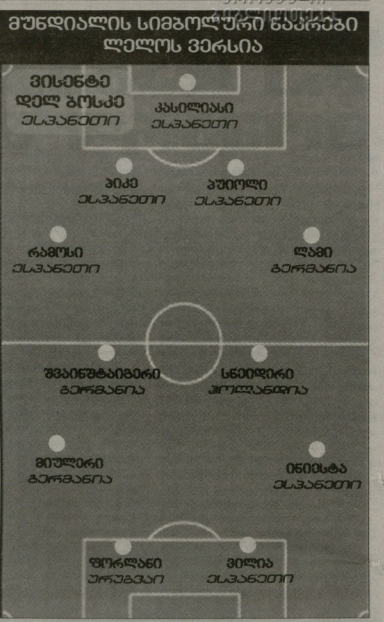 მუნდიალის სიმბოლური ნაკრები
ლელოს ვერსია
ვისენტე
დელ ბოსკე
ესპანეთი
კასილიასი
ესპანეთი
პიკე
ესპანეთი
პუიოლი
ესპანეთი
რამოსი
ესპანეთი
ლამი
გერმანია
შვაინშტაიგერი
გერმანია
სნეიდერი
ჰოლანდია
მიულერი
გერმანია
ინიესტა
ესპანეთი
ფორლანი
ურუგვაი
ვილია
ესპანეთი